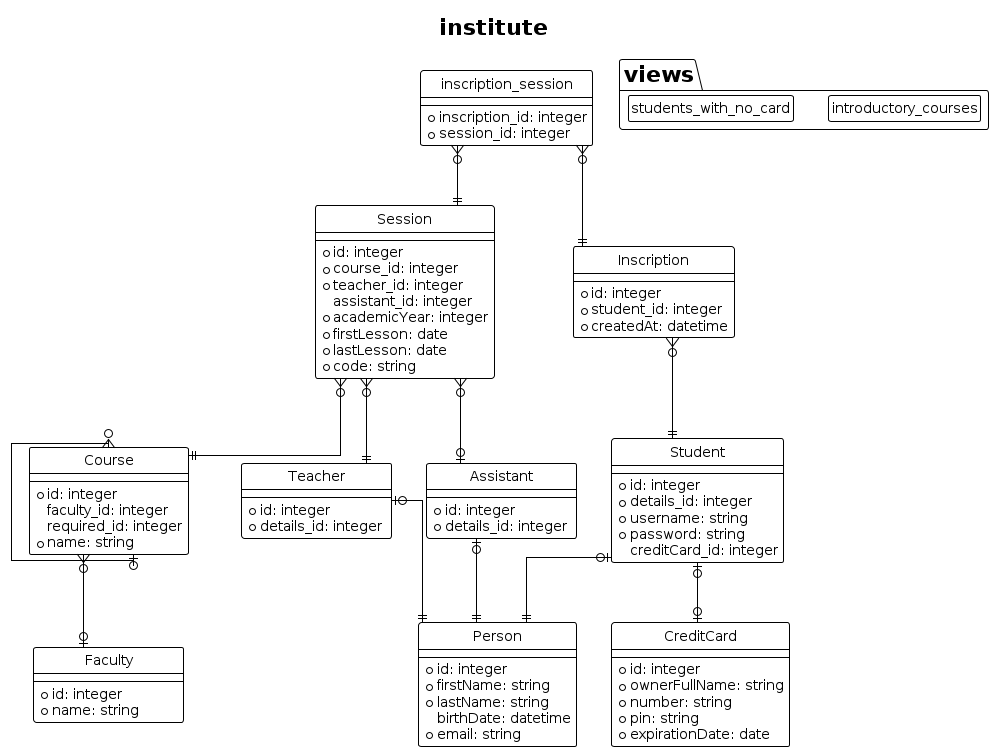 institute
inscription_session
inscription_id: integer
session_id: integer
views
students_with_no_card
introductory_courses
Session
id: integer
course_id: integer
teacher_id: integer
assistant_id: integer
academicYear: integer
firstLesson: date
lastLesson: date
code: string
Inscription
id: integer
student_id: integer
createdAt: datetime
Course
id: integer
faculty_id: integer
required_id: integer
name: string
Teacher
id: integer
details_id: integer
Assistant
id: integer
details_id: integer
Student
id: integer
details_id: integer
username: string
password: string
creditCard_id: integer
Faculty
id: integer
name: string
Person
id: integer
firstName: string
lastName: string
birthDate: datetime
email: string
CreditCard
id: integer
ownerFullName: string
number: string
pin: string
expirationDate: date